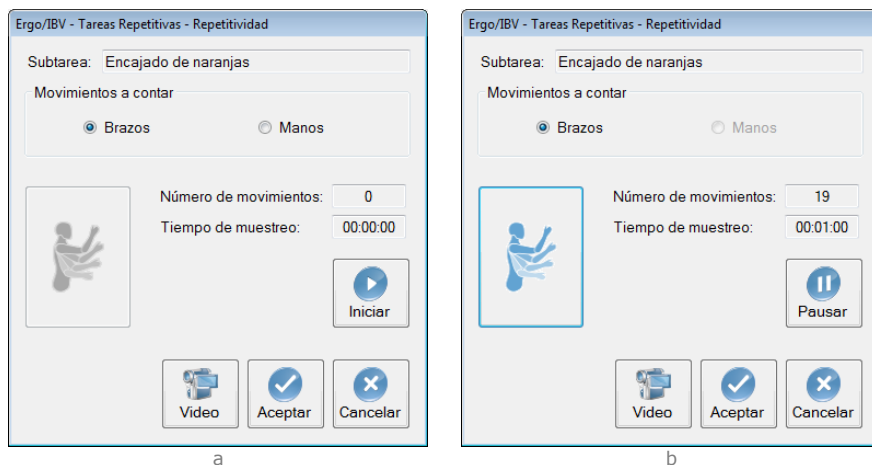 Ergo/IBV - Tareas Repetitivas - Repetitividad
Subtarea: Encajado de naranjas
Movimientos a contar
Brazos Manos
Número de movimientos: 0
Tiempo de muestreo: 00:00:00
Iniciar
Video Aceptar Cancelar
a
Ergo/IBV - Tareas Repetitivas - Repetitividad
Subtarea: Encajado de naranjas
Movimientos a contar
Brazos Manos
Número de movimientos: 19
Tiempo de muestreo: 00:01:00
Pausar
Video Aceptar Cancelar
b